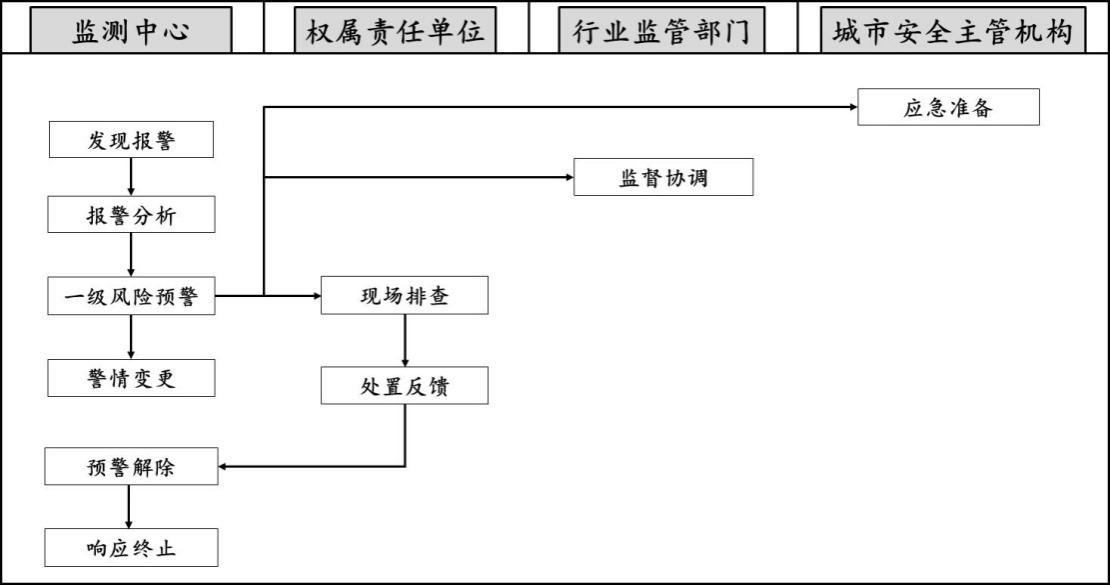 监测中心
权属责任单位
行业监管部门
城市安全主管机构
应急准备
发现报警
监督协调
报警分析
一级风险预警
现场排查
警情变更
处置反馈
预警解除
响应终止